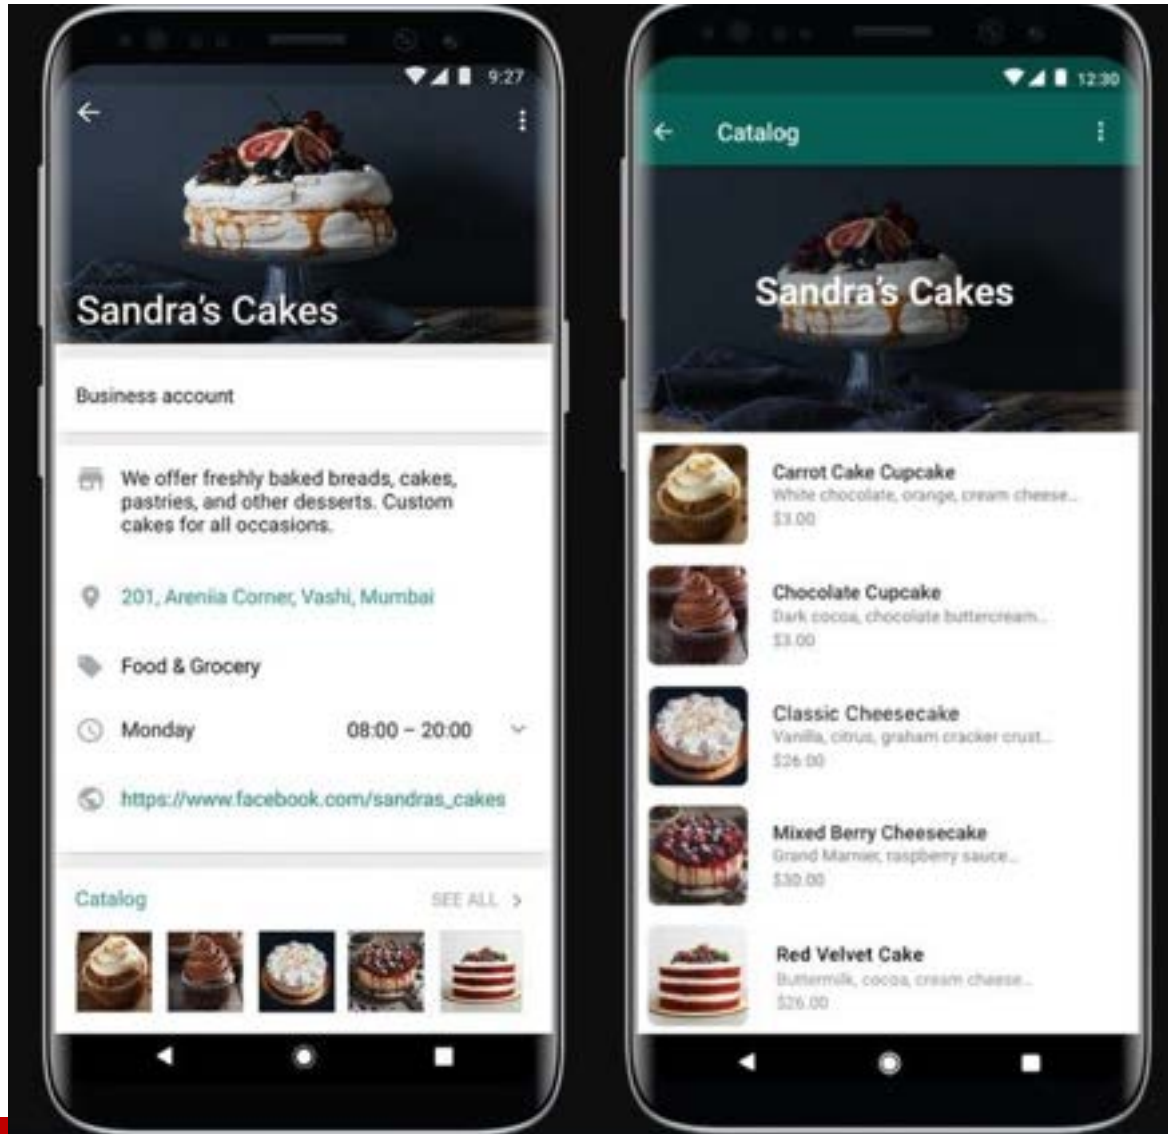 9:27
Sandra's Cakes
Business account
We offer freshly baked breads, cakes,
pastries, and other desserts. Custom
cakes for all occasions.
201, Areniia Corner, Vashi, Mumbai
Food & Grocery
Monday 08:00 – 20:00
https://www.facebook.com/sandras_cakes
Catalog SEE ALL
12:30
Catalog
Sandra's Cakes
Carrot Cake Cupcake
White chocolate, orange, cream cheese...
$3.00
Chocolate Cupcake
Dark cocoa, chocolate buttercream...
$3.00
Classic Cheesecake
Vanilla, citrus, graham cracker crust...
$26.00
Mixed Berry Cheesecake
Grand Marnier, raspberry sauce...
$30.00
Red Velvet Cake
Buttermilk, cocoa, cream cheese...
$26.00